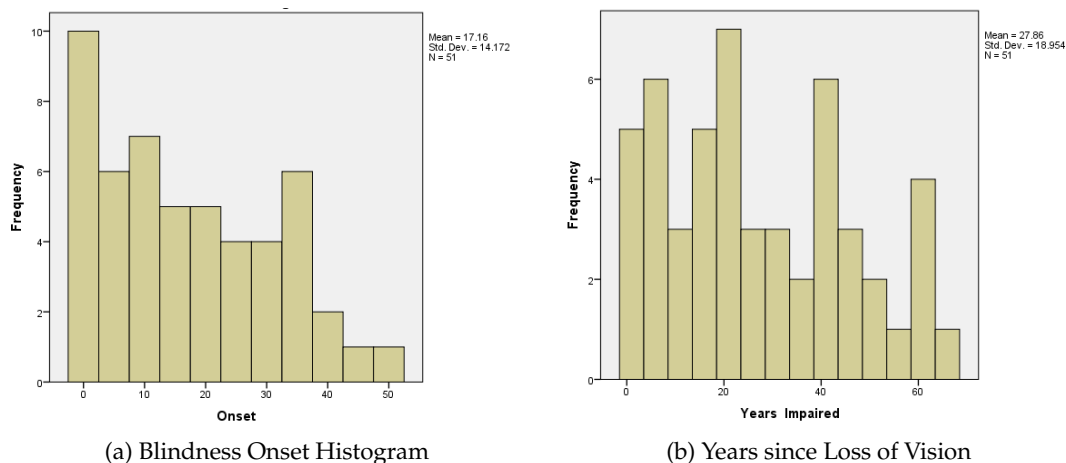 Mean = 17.16
Std. Dev. = 14.172
N = 51
10
8
6
4
2
0
Frequency
0 10 20 30 40 50
Onset
(a) Blindness Onset Histogram
Mean = 27.86
Std. Dev. = 18.954
N = 51
6
4
2
0
Frequency
0 20 40 60
Years Impaired
(b) Years since Loss of Vision